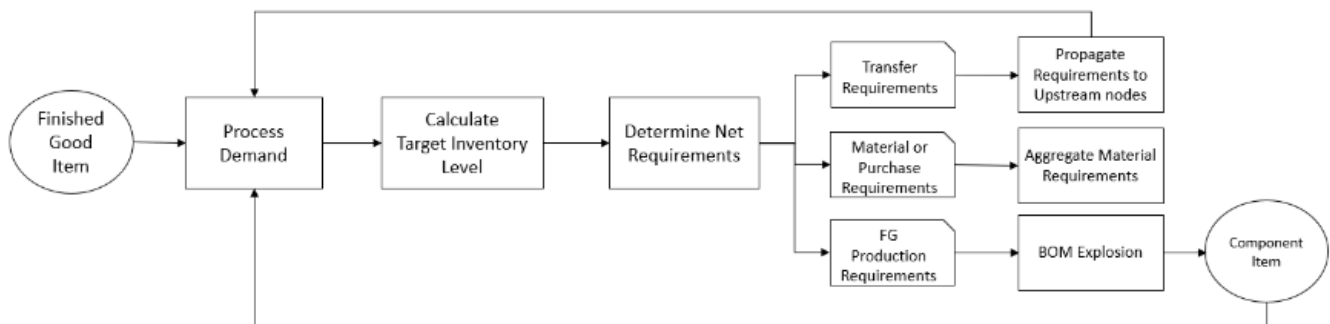 Finished
Good
Item
Process
Demand
Calculate
Target Inventory
Level
Determine Net
Requirements
Transfer
Requirements
Propagate
Requirements to
Upstream nodes
Material or
Purchase
Requirements
Aggregate Material
Requirements
FG
Production
Requirements
BOM Explosion
Component
Item